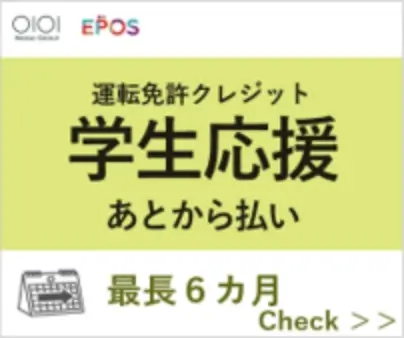 OIOI EPOS
運転免許クレジット
学生応援
あとから払い
最長6カ月
Check >>